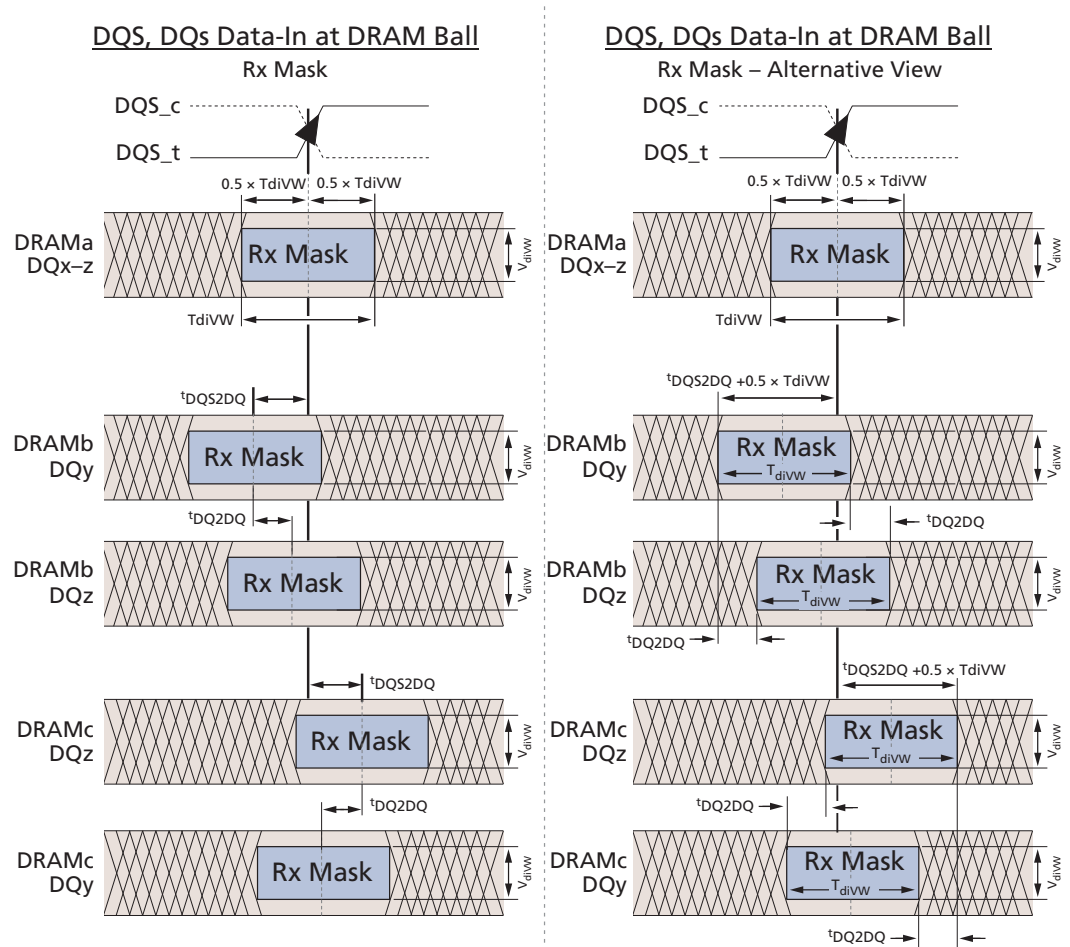 DQS, DQs Data-In at DRAM Ball
Rx Mask
DQS_c
DQS_t
0.5 × TdiVW 0.5 × TdiVW
DRAMa
DQx–z
Rx Mask
VdiVW
TdiVW
tDQS2DQ
DRAMb
DQy
Rx Mask
VdiVW
tDQ2DQ
DRAMb
DQz
Rx Mask
VdiVW
tDQS2DQ
DRAMc
DQz
Rx Mask
VdiVW
tDQ2DQ
DRAMc
DQy
Rx Mask
VdiVW
DQS, DQs Data-In at DRAM Ball
Rx Mask – Alternative View
DQS_c
DQS_t
0.5 × TdiVW 0.5 × TdiVW
DRAMa
DQx–z
Rx Mask
VdiVW
TdiVW
tDQS2DQ +0.5 × TdiVW
DRAMb
DQy
Rx Mask
TdiVW
VdiVW
tDQ2DQ
DRAMb
DQz
Rx Mask
TdiVW
VdiVW
tDQ2DQ
tDQS2DQ +0.5 × TdiVW
DRAMc
DQz
Rx Mask
TdiVW
VdiVW
tDQ2DQ
DRAMc
DQy
Rx Mask
TdiVW
VdiVW
tDQ2DQ